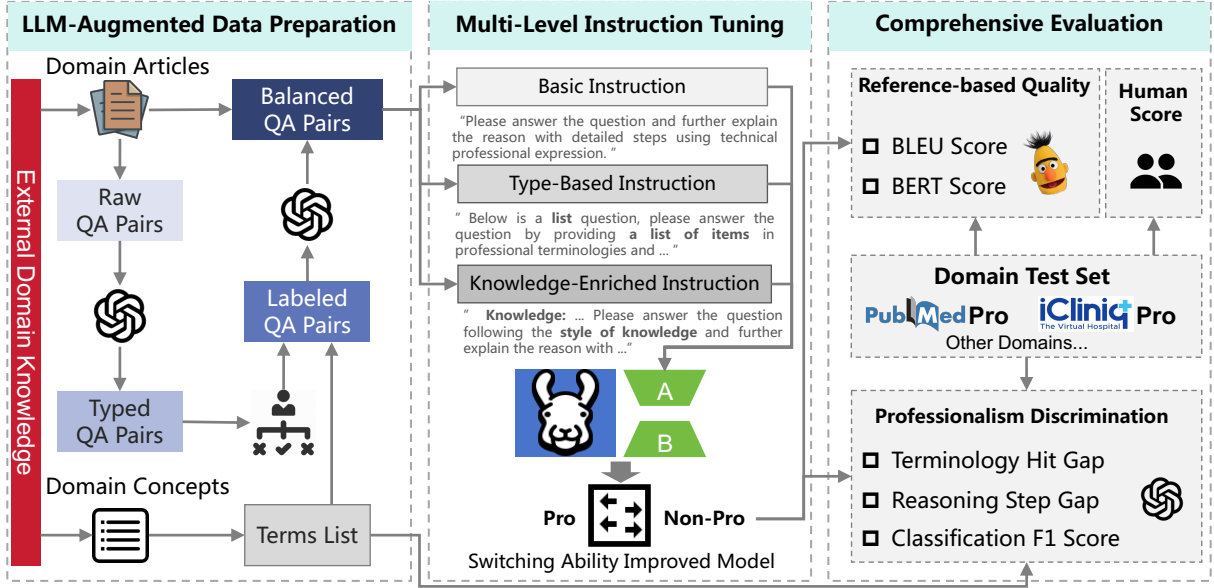 LLM-Augmented Data Preparation
Domain Articles
External Domain Knowledge
Balanced
QA Pairs
Raw
QA Pairs
Labeled
QA Pairs
Typed
QA Pairs
Domain Concepts
Terms List
Multi-Level Instruction Tuning
Basic Instruction
"Please answer the question and further explain
the reason with detailed steps using technical
professional expression. "
Type-Based Instruction
" Below is a list question, please answer the
question by providing a list of items in
professional terminologies and ... "
Knowledge-Enriched Instruction
" Knowledge: ... Please answer the question
following the style of knowledge and further
explain the reason with ..."
A
B
Pro
Non-Pro
Switching Ability Improved Model
Comprehensive Evaluation
Reference-based Quality
BLEU Score
BERT Score
Human
Score
Domain Test Set
PubMed Pro
iCliniq Pro
The Virtual Hospital
Other Domains...
Professionalism Discrimination
Terminology Hit Gap
Reasoning Step Gap
Classification F1 Score